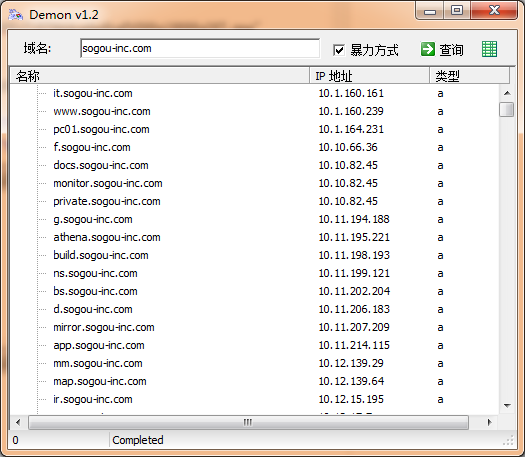 Demon v1.2
域名: sogou-inc.com 暴力方式 查询
名称 IP 地址 类型
it.sogou-inc.com 10.1.160.161 a
www.sogou-inc.com 10.1.160.239 a
pc01.sogou-inc.com 10.1.164.231 a
f.sogou-inc.com 10.10.66.36 a
docs.sogou-inc.com 10.10.82.45 a
monitor.sogou-inc.com 10.10.82.45 a
private.sogou-inc.com 10.10.82.45 a
g.sogou-inc.com 10.11.194.188 a
athena.sogou-inc.com 10.11.195.221 a
build.sogou-inc.com 10.11.198.193 a
ns.sogou-inc.com 10.11.199.121 a
bs.sogou-inc.com 10.11.202.204 a
d.sogou-inc.com 10.11.206.183 a
mirror.sogou-inc.com 10.11.207.209 a
app.sogou-inc.com 10.11.214.115 a
mm.sogou-inc.com 10.12.139.29 a
map.sogou-inc.com 10.12.139.64 a
ir.sogou-inc.com 10.12.15.195 a
0 Completed